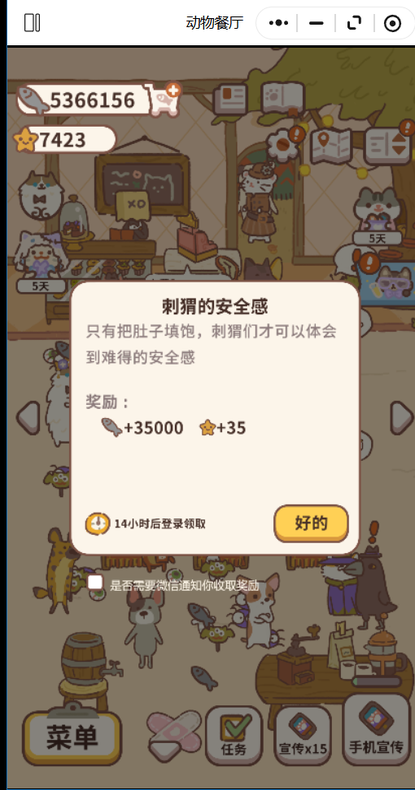 动物餐厅
5366156
7423
XO
5天
5天
刺猬的安全感
只有把肚子填饱，刺猬们才可以体会
到难得的安全感
奖励：
+35000 +35
14小时后登录领取
好的
是否需要微信通知你收取奖励
菜单
任务
宣传x15
手机宣传